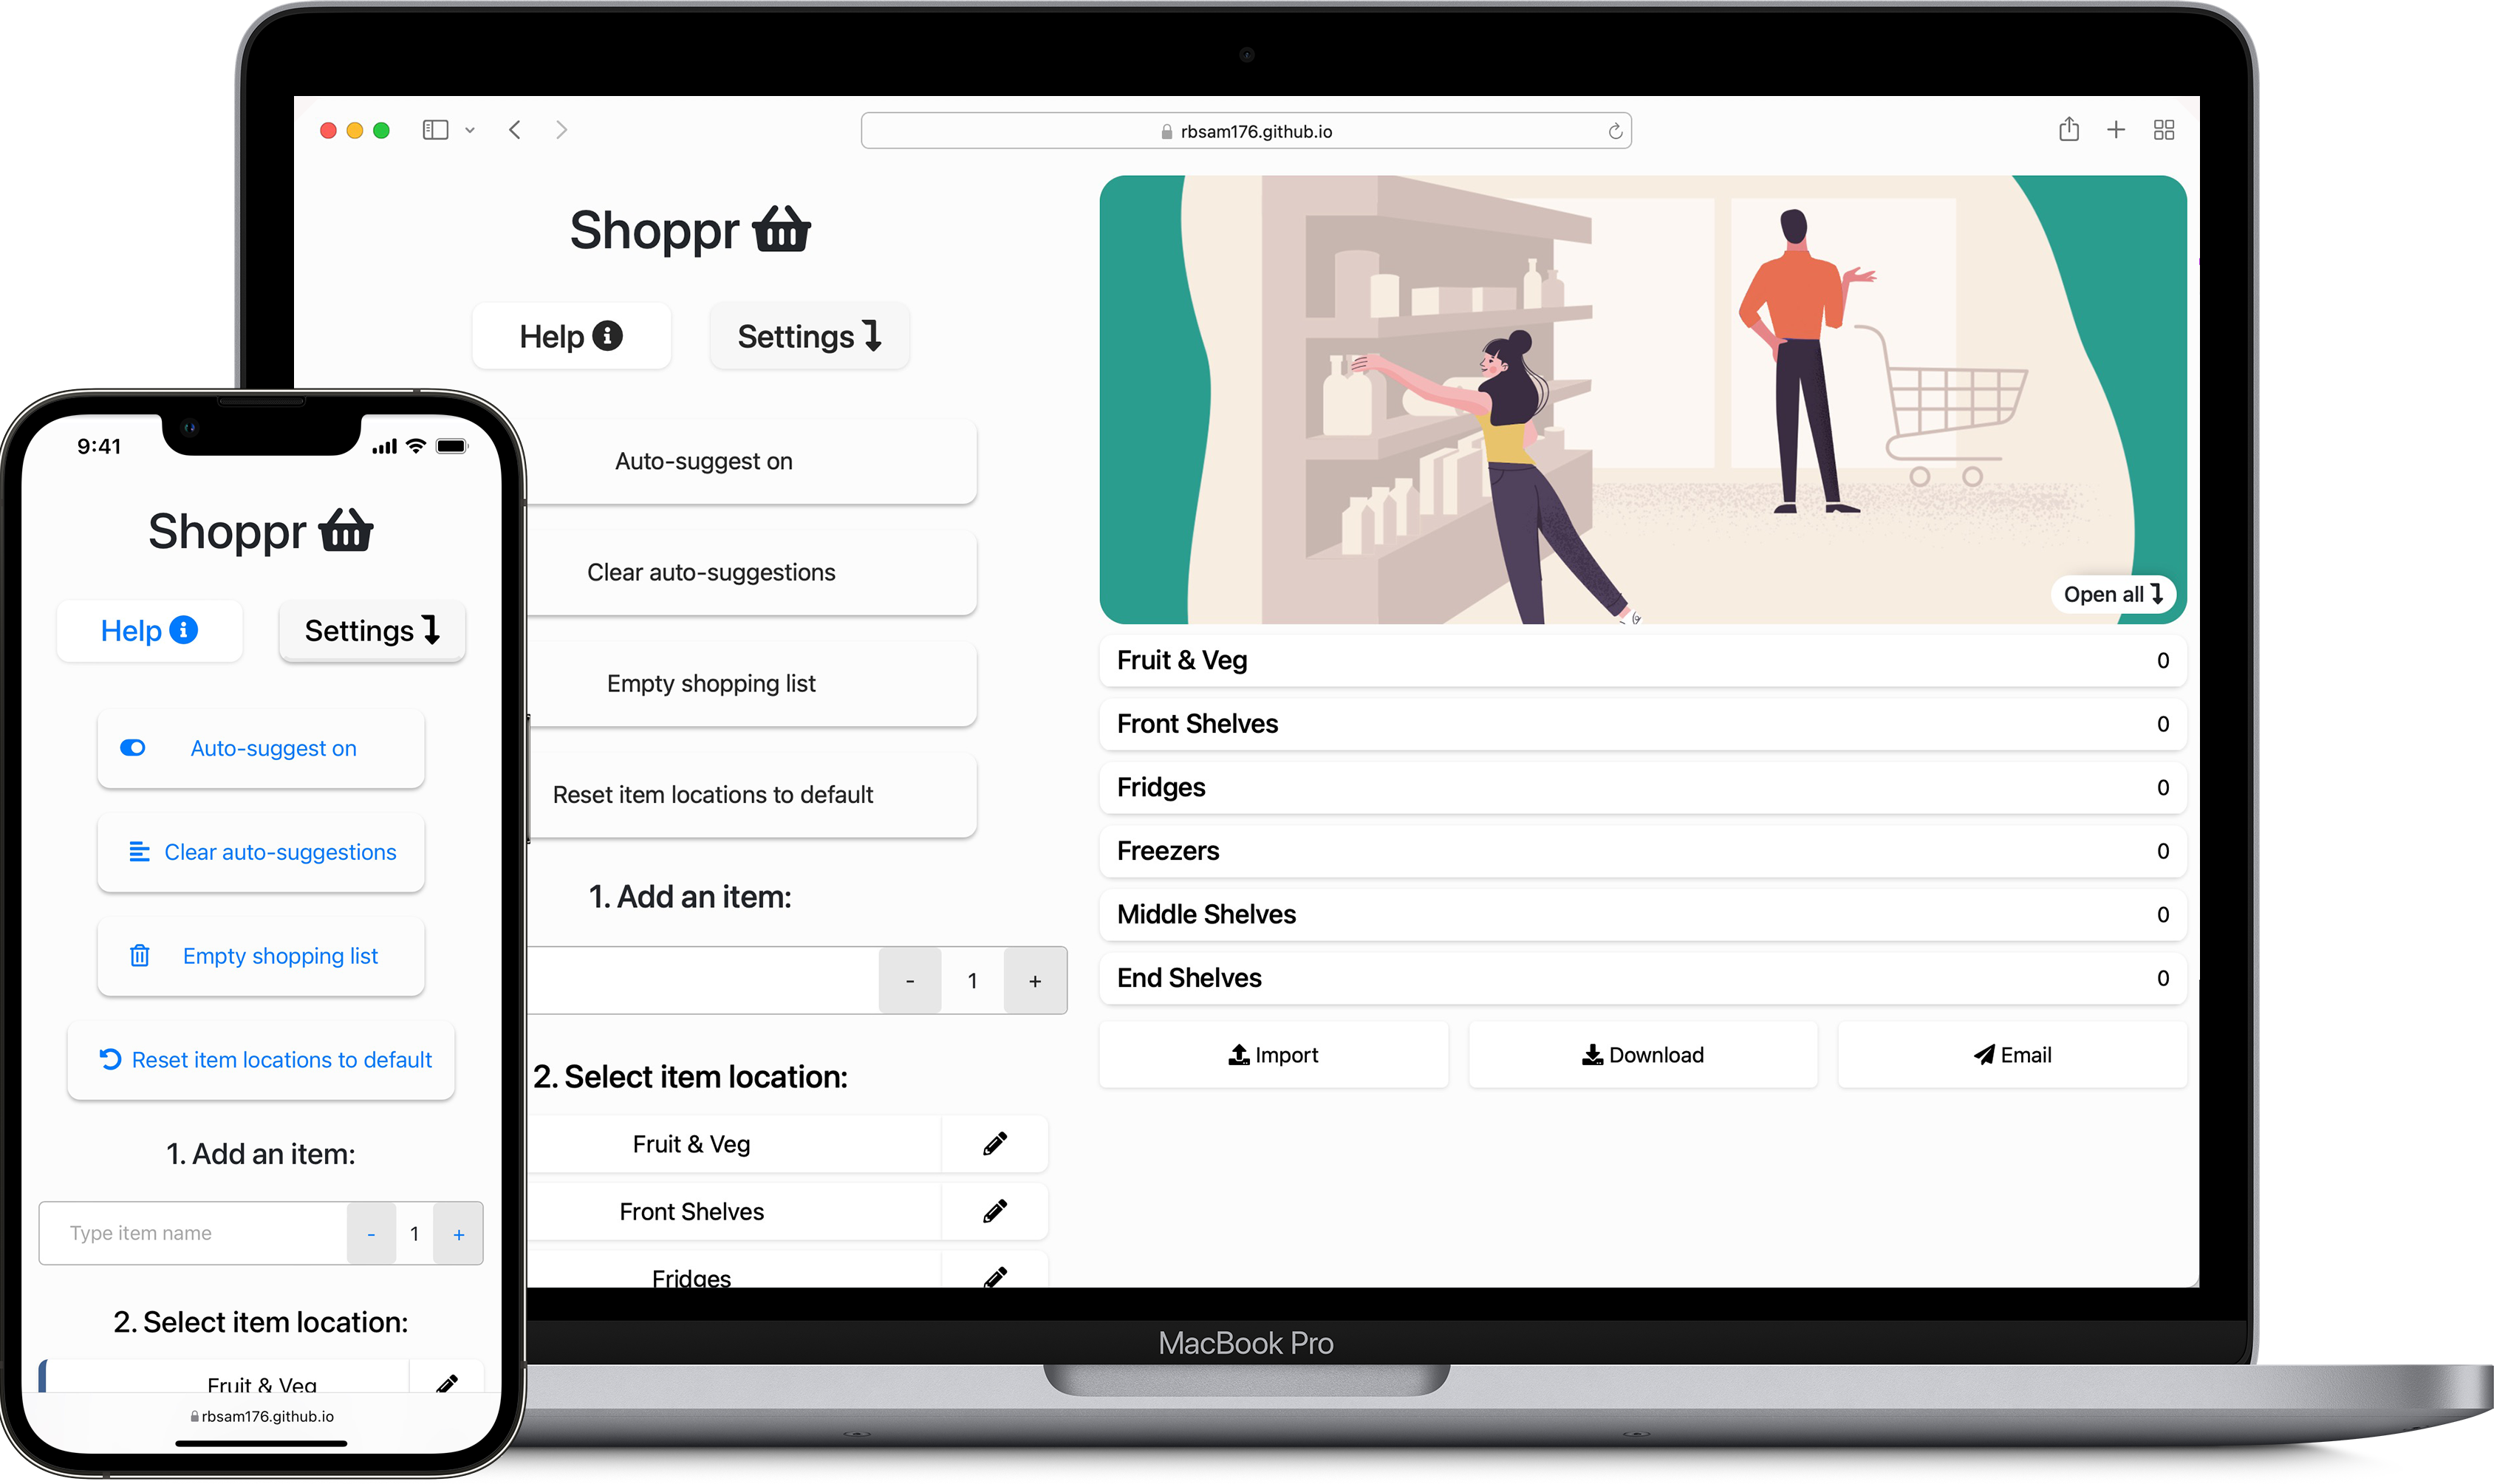 rbsam176.github.io
Shoppr
Help
Settings
Auto-suggest on
Clear auto-suggestions
Empty shopping list
Reset item locations to default
1. Add an item:
- 1 +
2. Select item location:
Fruit & Veg
Front Shelves
Fridges
Open all
Fruit & Veg 0
Front Shelves 0
Fridges 0
Freezers 0
Middle Shelves 0
End Shelves 0
Import Download Email
MacBook Pro
9:41
Shoppr
Help
Settings
Auto-suggest on
Clear auto-suggestions
Empty shopping list
Reset item locations to default
1. Add an item:
Type item name - 1 +
2. Select item location:
Fruit & Veg
rbsam176.github.io